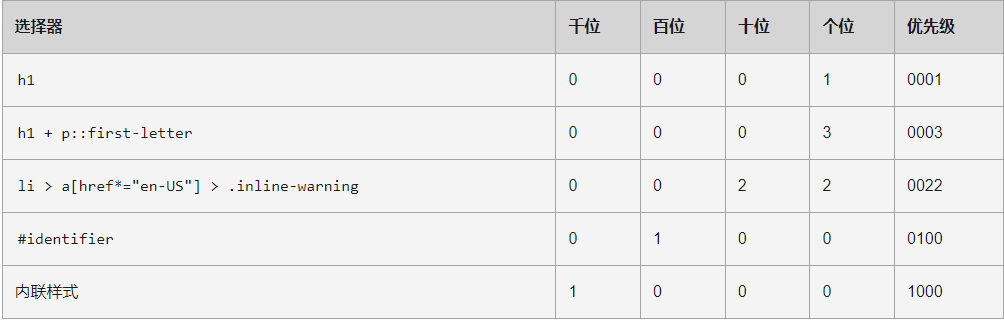 选择器 千位 百位 十位 个位 优先级
h1 0 0 0 1 0001
h1 + p::first-letter 0 0 0 3 0003
li > a[href*="en-US"] > .inline-warning 0 0 2 2 0022
#identifier 0 1 0 0 0100
内联样式 1 0 0 0 1000